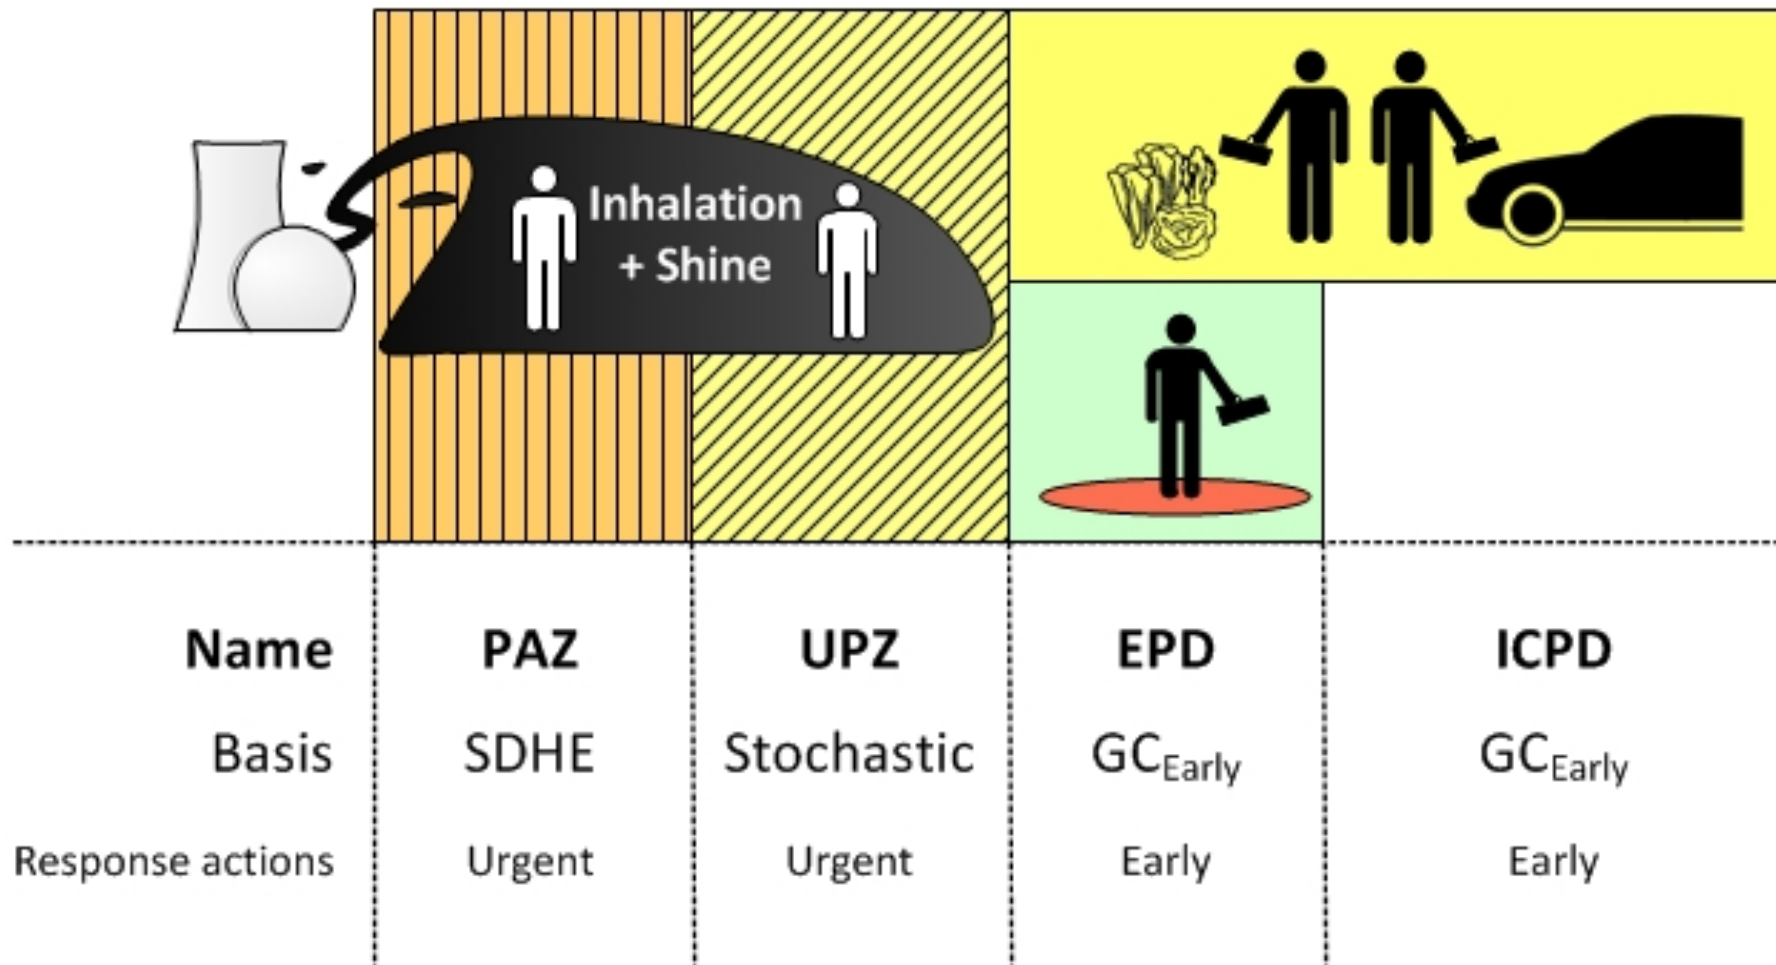 Inhalation
+ Shine
Name PAZ UPZ EPD ICPD
Basis SDHE Stochastic GCEarly GCEarly
Response actions Urgent Urgent Early Early